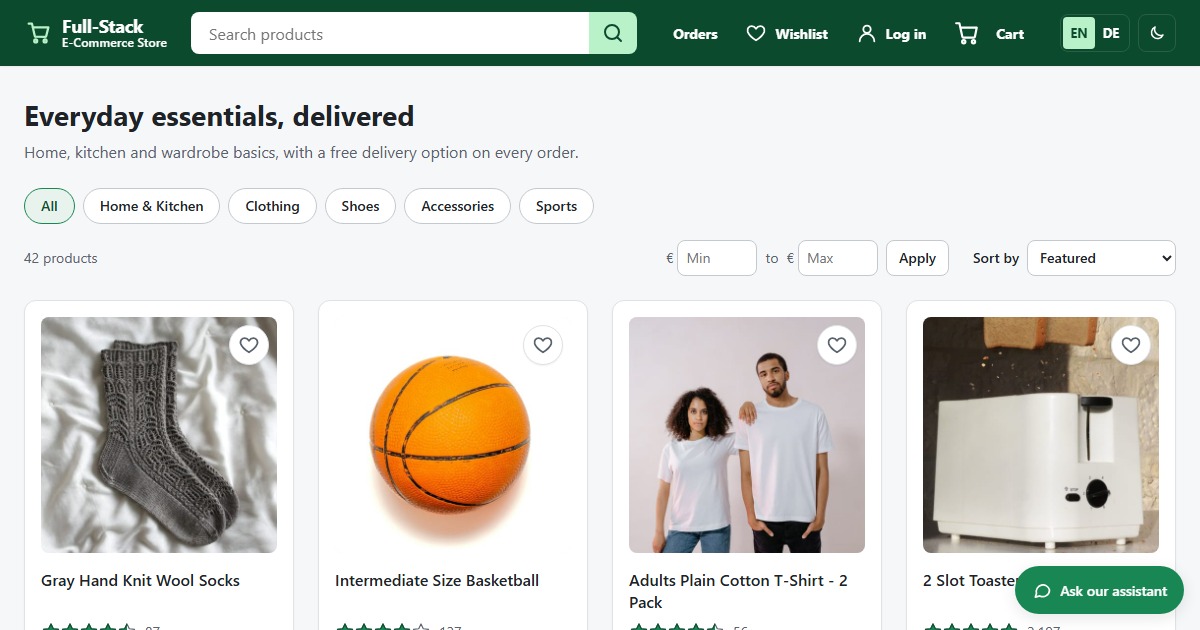 Full-Stack
E-Commerce Store
Search products
Orders
Wishlist
Log in
Cart
EN
DE
Everyday essentials, delivered
Home, kitchen and wardrobe basics, with a free delivery option on every order.
All
Home & Kitchen
Clothing
Shoes
Accessories
Sports
42 products
€ Min to € Max
Apply
Sort by
Featured
Gray Hand Knit Wool Socks
Intermediate Size Basketball
Adults Plain Cotton T-Shirt - 2
Pack
2 Slot Toaster
Ask our assistant